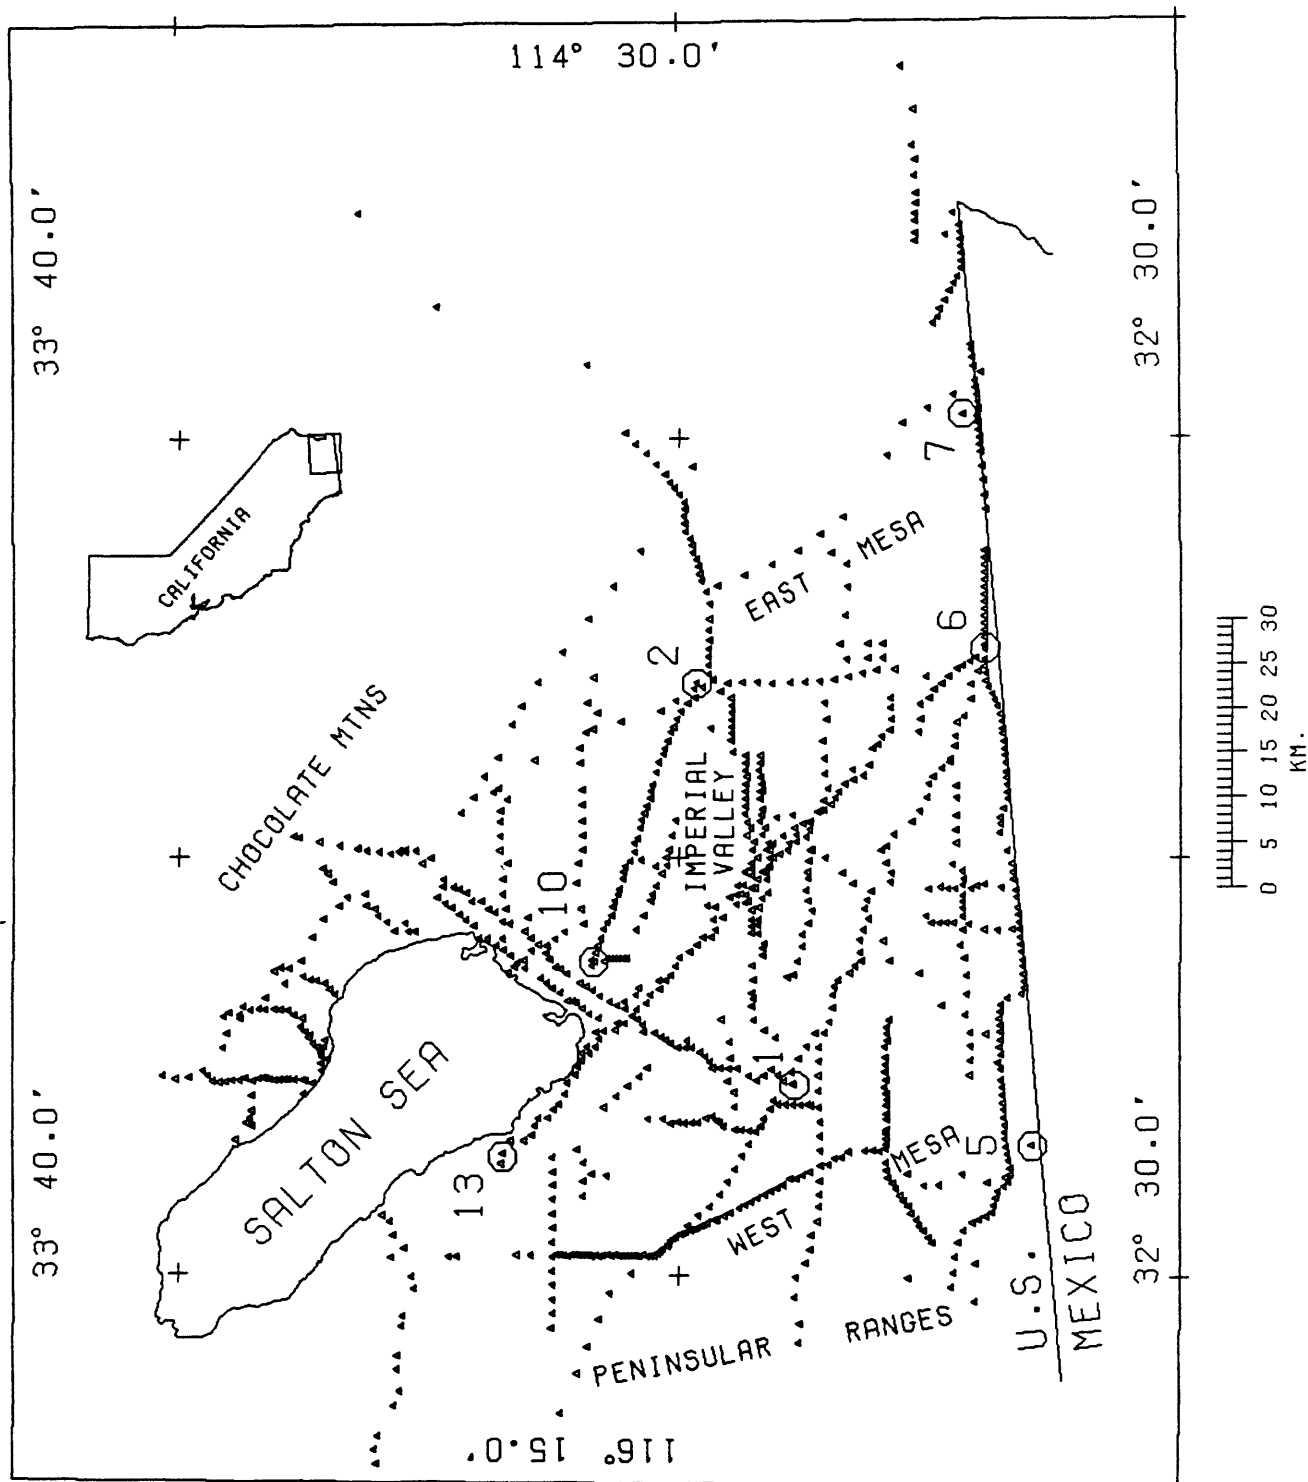 114° 30.0'
33° 40.0'
32° 30.0'
CALIFORNIA
CHOCOLATE MTNS
SALTON SEA
IMPERIAL
VALLEY
EAST MESA
WEST MESA
PENINSULAR RANGES
U.S.
MEXICO
10
2
13
1
5
6
7
33° 40.0'
32° 30.0'
116° 15.0'
0 5 10 15 20 25 30
KM.